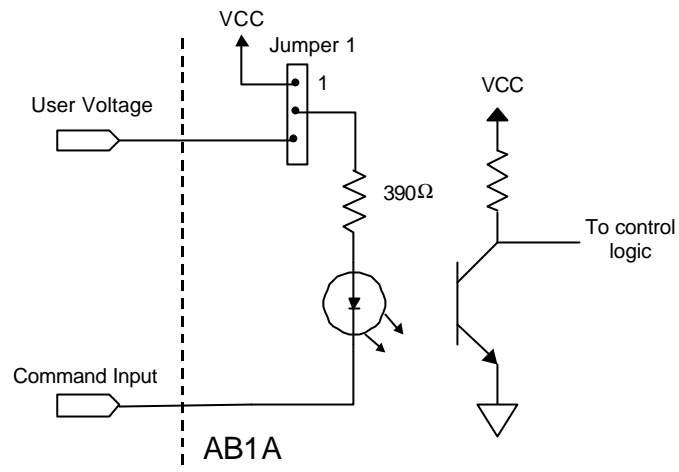 VCC
Jumper 1
1
VCC
User Voltage
390Ω
To control
logic
Command Input
AB1A